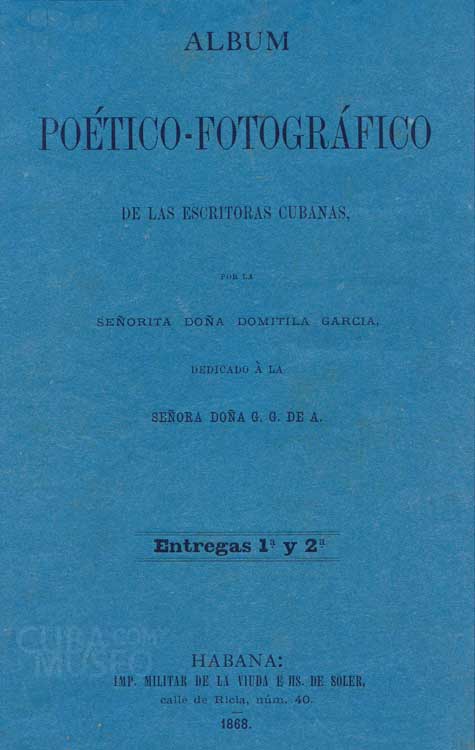 ALBUM
POÉTICO-FOTOGRÁFICO
DE LAS ESCRITORAS CUBANAS,
POR LA
SEÑORITA DOÑA DOMITILA GARCIA,
DEDICADO À LA
SEÑORA DOÑA G. G. DE A.
Entregas 1ª y 2ª
CUBA.COM
MUSEO
HABANA:
IMP. MILITAR DE LA VIUDA É HS. DE SOLER,
calle de Ricla, núm. 40.
1868.